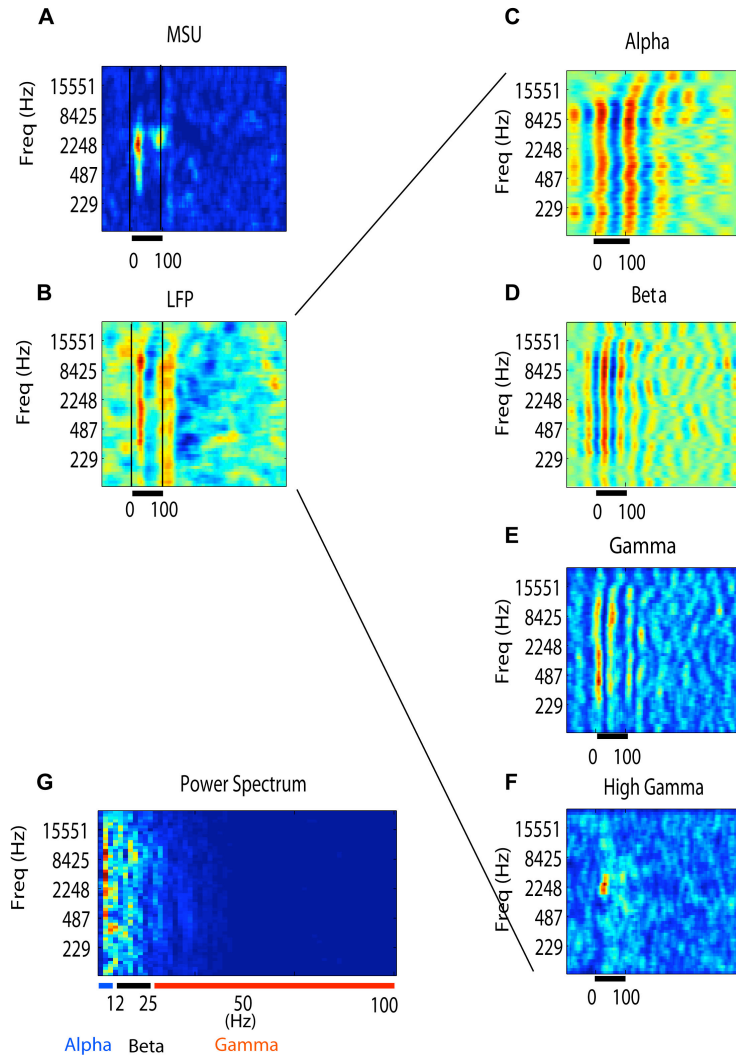 A
MSU
Freq (Hz)
15551
8425
2248
487
229
0 100
B
LFP
Freq (Hz)
15551
8425
2248
487
229
0 100
C
Alpha
Freq (Hz)
15551
8425
2248
487
229
0 100
D
Beta
Freq (Hz)
15551
8425
2248
487
229
0 100
E
Gamma
Freq (Hz)
15551
8425
2248
487
229
0 100
F
High Gamma
Freq (Hz)
15551
8425
2248
487
229
0 100
G
Power Spectrum
Freq (Hz)
15551
8425
2248
487
229
12 25 50 100
(Hz)
Alpha Beta Gamma